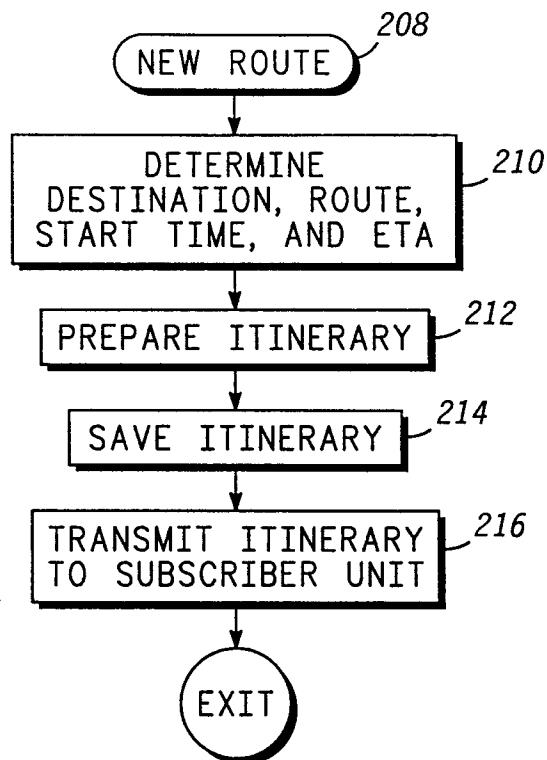 208
NEW ROUTE
210
DETERMINE
DESTINATION, ROUTE,
START TIME, AND ETA
212
PREPARE ITINERARY
214
SAVE ITINERARY
216
TRANSMIT ITINERARY
TO SUBSCRIBER UNIT
EXIT